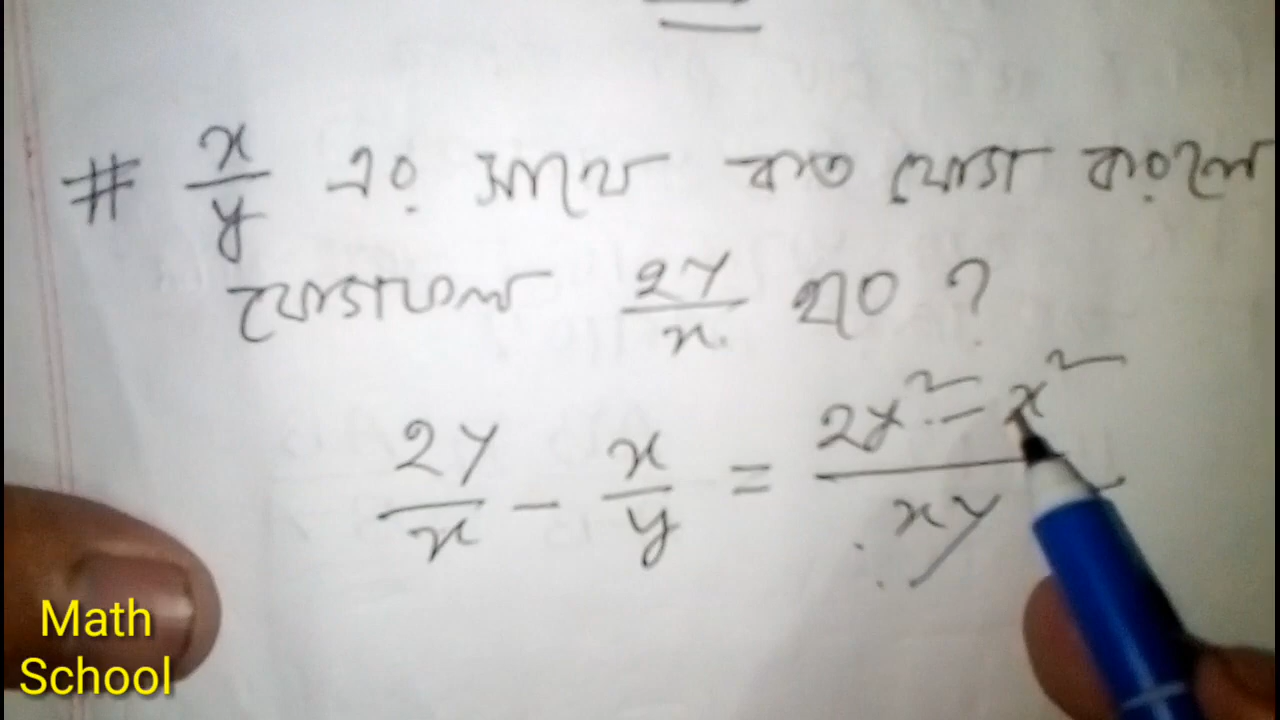 # x/y এর সাথে কত যোগ করলে
যোগফল 2y/x হবে ?
2y/x - x/y = 2y² - x²/xy
Math
School